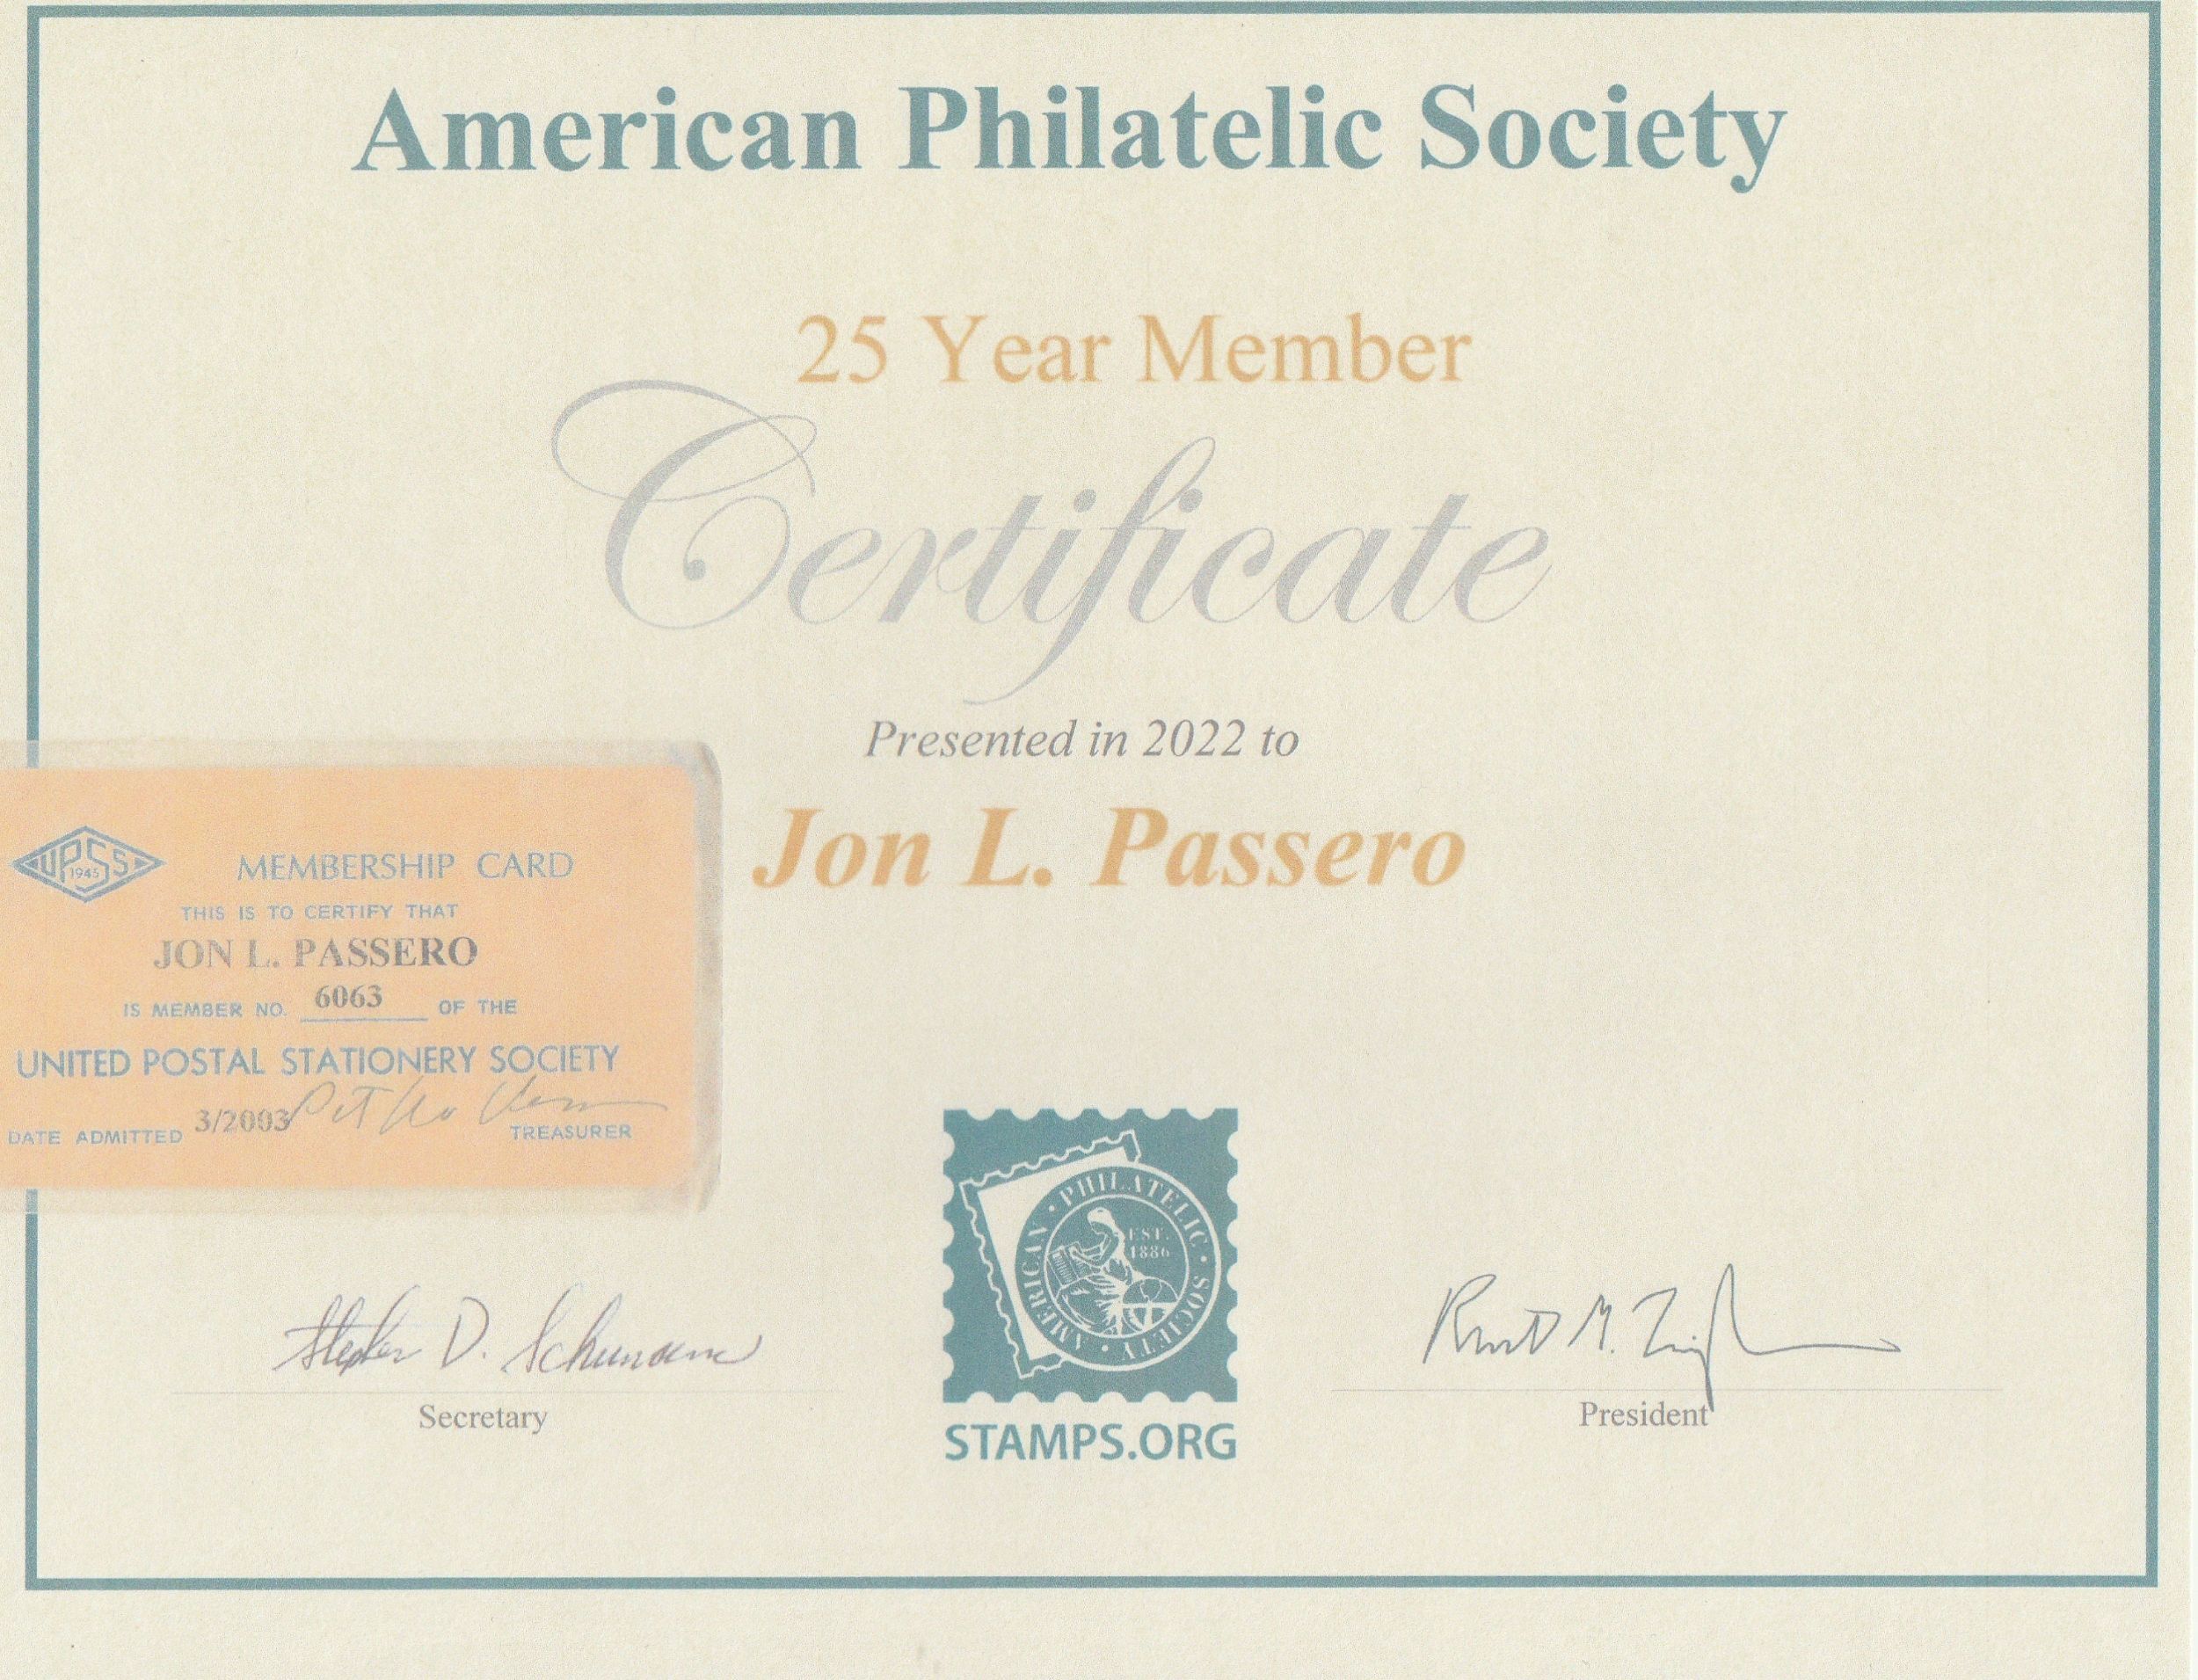 American Philatelic Society
25 Year Member
Certificate
Presented in 2022 to
Jon L. Passero
UPSS
1945
MEMBERSHIP CARD
THIS IS TO CERTIFY THAT
JON L. PASSERO
IS MEMBER NO. 6063 OF THE
UNITED POSTAL STATIONERY SOCIETY
DATE ADMITTED 3/2003
TREASURER
Secretary
AMERICAN · PHILATELIC · SOCIETY ·
EST.
1886
STAMPS.ORG
President